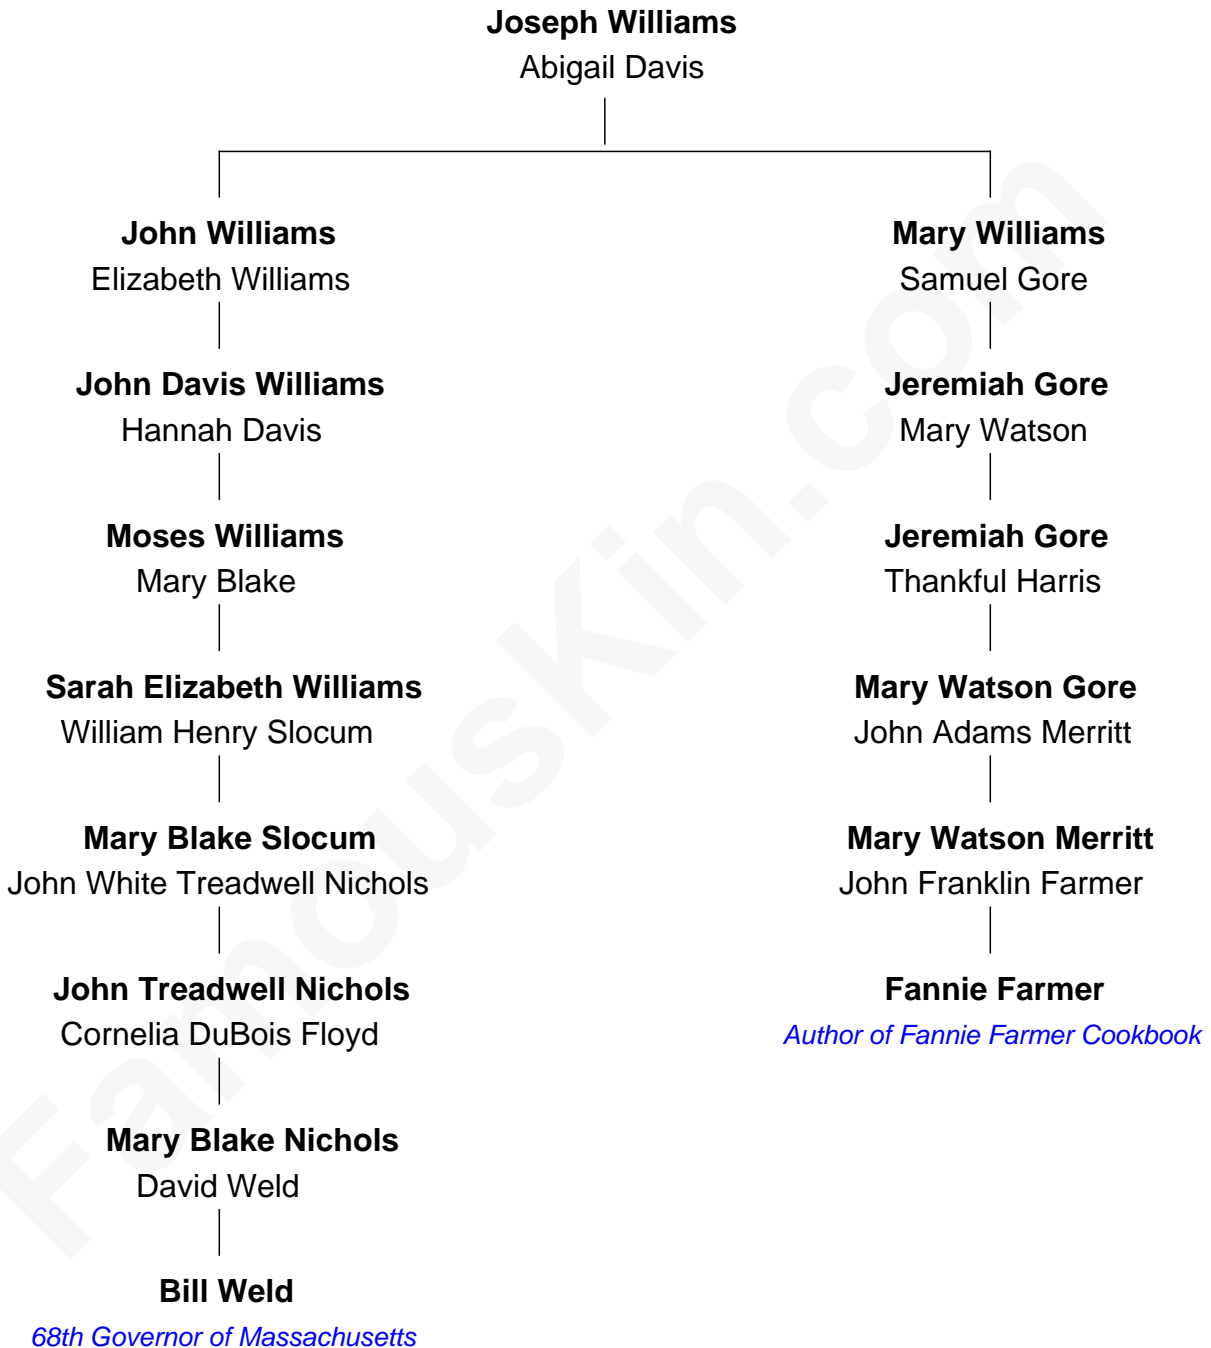 Joseph Williams
Abigail Davis
John Williams
Elizabeth Williams
John Davis Williams
Hannah Davis
Moses Williams
Mary Blake
Sarah Elizabeth Williams
William Henry Slocum
Mary Blake Slocum
John White Treadwell Nichols
John Treadwell Nichols
Cornelia DuBois Floyd
Mary Blake Nichols
David Weld
Bill Weld
68th Governor of Massachusetts
Mary Williams
Samuel Gore
Jeremiah Gore
Mary Watson
Jeremiah Gore
Thankful Harris
Mary Watson Gore
John Adams Merritt
Mary Watson Merritt
John Franklin Farmer
Fannie Farmer
Author of Fannie Farmer Cookbook
FamousKin.com